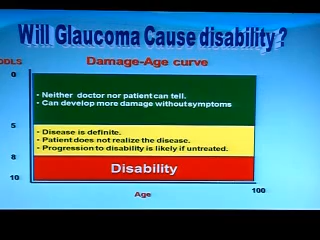 Will Glaucoma Cause disability ?
Damage-Age curve
DDLS
0
- Neither doctor nor patient can tell.
- Can develop more damage without symptoms
5
- Disease is definite.
- Patient does not realize the disease.
- Progression to disability is likely if untreated.
8
Disability
10
100
Age